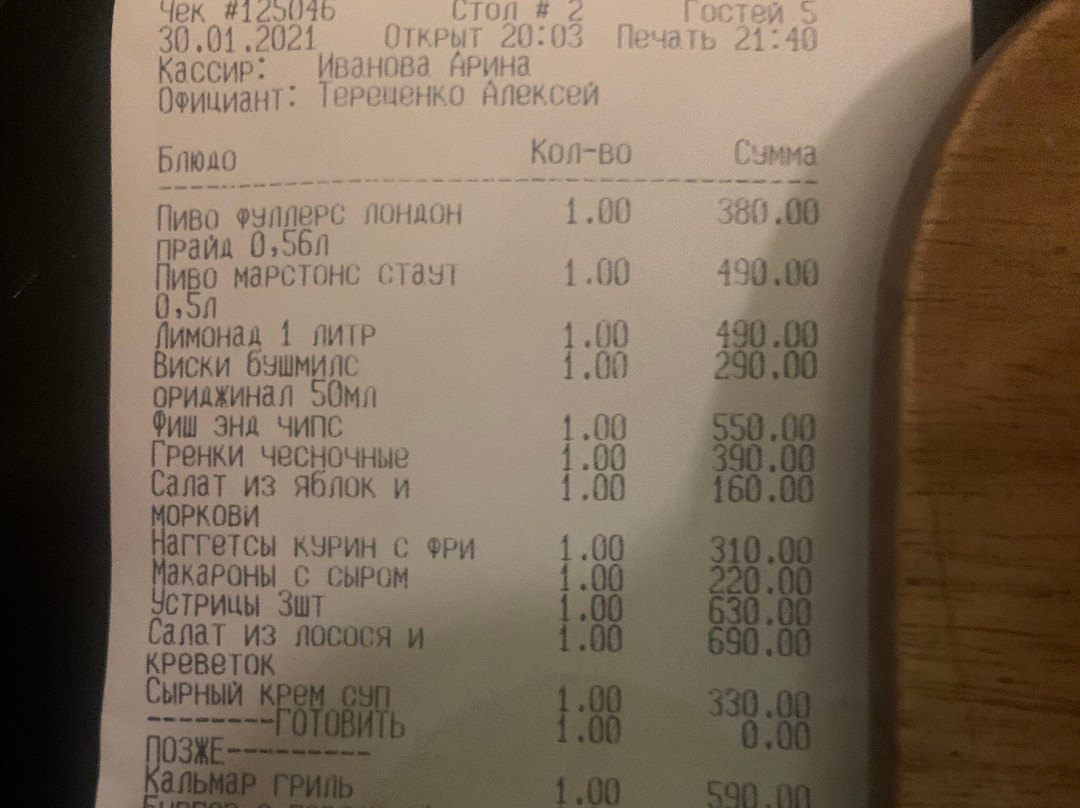 Чек #125046 Стол # 2 Гостей 5
30.01.2021 Открыт 20:03 Печать 21:40
Кассир: Иванова Арина
Официант: Терещенко Алексей
Блюдо Кол-во Сумма
--------------------------------
Пиво фуллерс лондон 1.00 380.00
прайд 0,56л
Пиво марстонс стаут 1.00 490.00
0,5л
Лимонад 1 литр 1.00 490.00
Виски бушмилс 1.00 290.00
ориджинал 50мл
Фиш энд чипс 1.00 550.00
Гренки чесночные 1.00 390.00
Салат из яблок и 1.00 160.00
моркови
Наггетсы курин с фри 1.00 310.00
Макароны с сыром 1.00 220.00
Устрицы 3шт 1.00 630.00
Салат из лосося и 1.00 690.00
креветок
Сырный крем суп 1.00 330.00
--------ГОТОВИТЬ 1.00 0.00
ПОЗЖЕ---------
Кальмар гриль 1.00 590.00